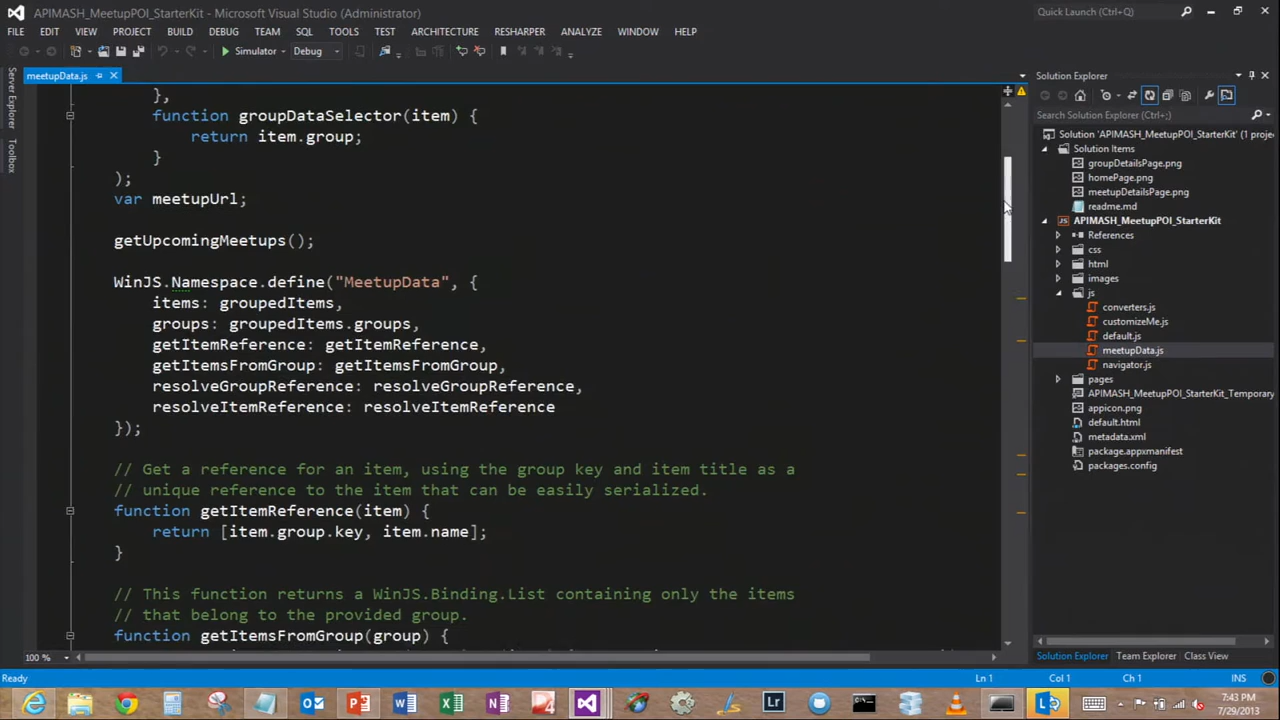 APIMASH_MeetupPOI_StarterKit - Microsoft Visual Studio (Administrator)
Quick Launch (Ctrl+Q)
FILE EDIT VIEW PROJECT BUILD DEBUG TEAM SQL TOOLS TEST ARCHITECTURE RESHARPER ANALYZE WINDOW HELP
Simulator Debug
Server Explorer
Toolbox
meetupData.js
},
function groupDataSelector(item) {
return item.group;
}
);
var meetupUrl;
getUpcomingMeetups();
WinJS.Namespace.define("MeetupData", {
items: groupedItems,
groups: groupedItems.groups,
getItemReference: getItemReference,
getItemsFromGroup: getItemsFromGroup,
resolveGroupReference: resolveGroupReference,
resolveItemReference: resolveItemReference
});
// Get a reference for an item, using the group key and item title as a
// unique reference to the item that can be easily serialized.
function getItemReference(item) {
return [item.group.key, item.name];
}
// This function returns a WinJS.Binding.List containing only the items
// that belong to the provided group.
function getItemsFromGroup(group) {
100 %
Solution Explorer
Search Solution Explorer (Ctrl+;)
Solution 'APIMASH_MeetupPOI_StarterKit' (1 proje
Solution Items
groupDetailsPage.png
homePage.png
meetupDetailsPage.png
readme.md
APIMASH_MeetupPOI_StarterKit
References
css
html
images
js
converters.js
customizeMe.js
default.js
meetupData.js
navigator.js
pages
APIMASH_MeetupPOI_StarterKit_Temporary
appicon.png
default.html
metadata.xml
package.appxmanifest
packages.config
Solution Explorer Team Explorer Class View
Ready
Ln 1 Col 1 Ch 1 INS
7:43 PM
7/29/2013